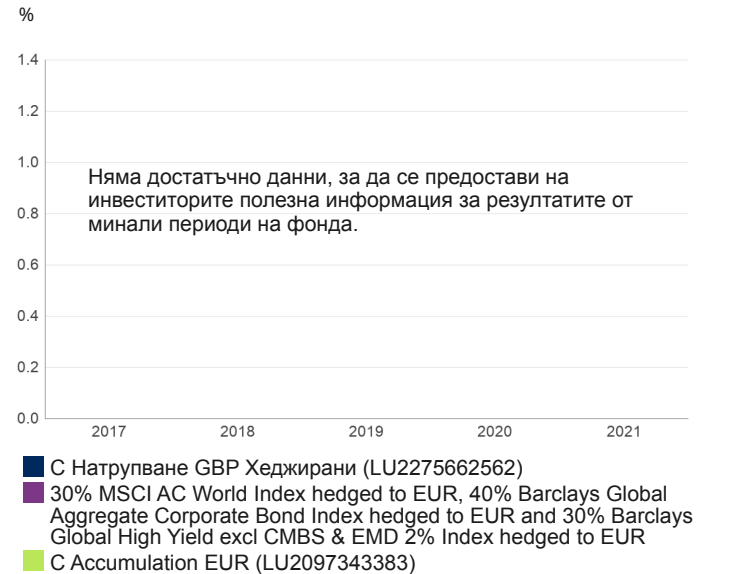 %
1.4
1.2
1.0
Няма достатъчно данни, за да се предостави на
инвеститорите полезна информация за резултатите от
0.8
минали периоди на фонда.
0.6
0.4
0.2
0.0
2017 2018 2019 2020 2021
C Натрупване GBP Хеджирани (LU2275662562)
30% MSCI AC World Index hedged to EUR, 40% Barclays Global
Aggregate Corporate Bond Index hedged to EUR and 30% Barclays
Global High Yield excl CMBS & EMD 2% Index hedged to EUR
C Accumulation EUR (LU2097343383)